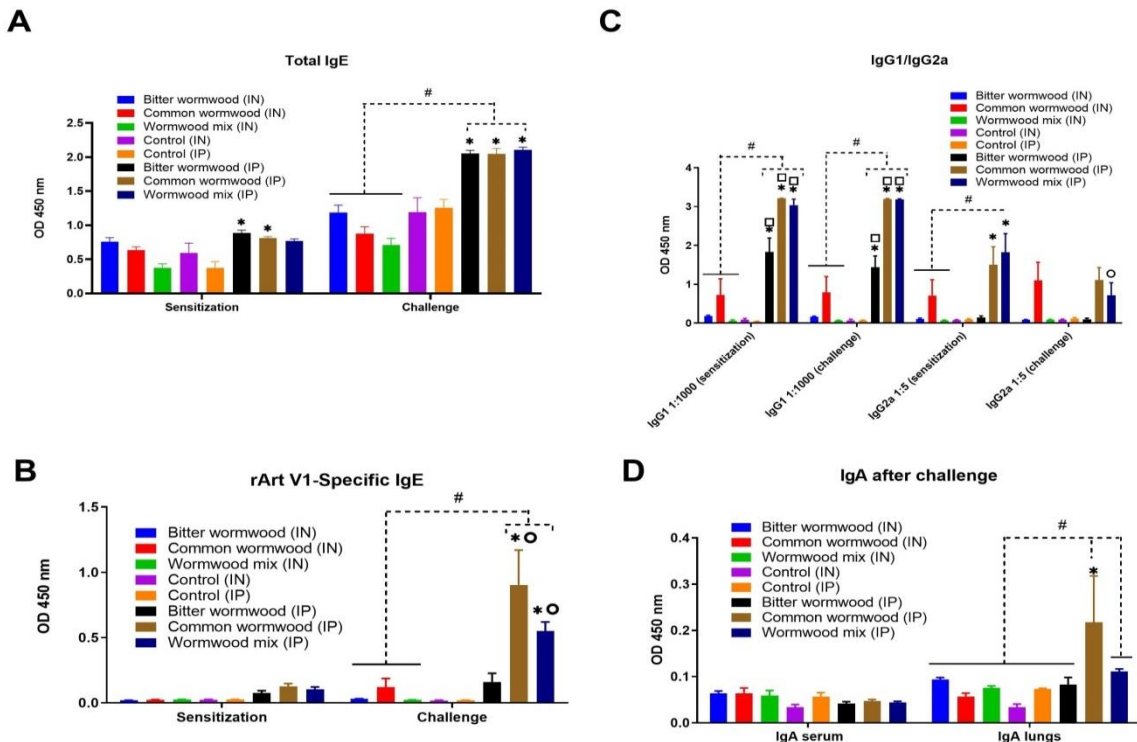 A
Total IgE
Bitter wormwood (IN)
Common wormwood (IN)
Wormwood mix (IN)
Control (IN)
Control (IP)
Bitter wormwood (IP)
Common wormwood (IP)
Wormwood mix (IP)
#
* * *
* *
OD 450 nm
2.5
2.0
1.5
1.0
0.5
0.0
Sensitization Challenge
C
IgG1/IgG2a
Bitter wormwood (IN)
Common wormwood (IN)
Wormwood mix (IN)
Control (IN)
Control (IP)
Bitter wormwood (IP)
Common wormwood (IP)
Wormwood mix (IP)
# # #
* * * * * * * *
OD 450 nm
4
3
2
1
0
IgG1 1:1000 (sensitization)
IgG1 1:1000 (challenge)
IgG2a 1:5 (sensitization)
IgG2a 1:5 (challenge)
B
rArt V1-Specific IgE
Bitter wormwood (IN)
Common wormwood (IN)
Wormwood mix (IN)
Control (IN)
Control (IP)
Bitter wormwood (IP)
Common wormwood (IP)
Wormwood mix (IP)
#
* O
* O
OD 450 nm
1.5
1.0
0.5
0.0
Sensitization Challenge
D
IgA after challenge
Bitter wormwood (IN)
Common wormwood (IN)
Wormwood mix (IN)
Control (IN)
Control (IP)
Bitter wormwood (IP)
Common wormwood (IP)
Wormwood mix (IP)
#
*
OD 450 nm
0.4
0.3
0.2
0.1
0.0
IgA serum IgA lungs